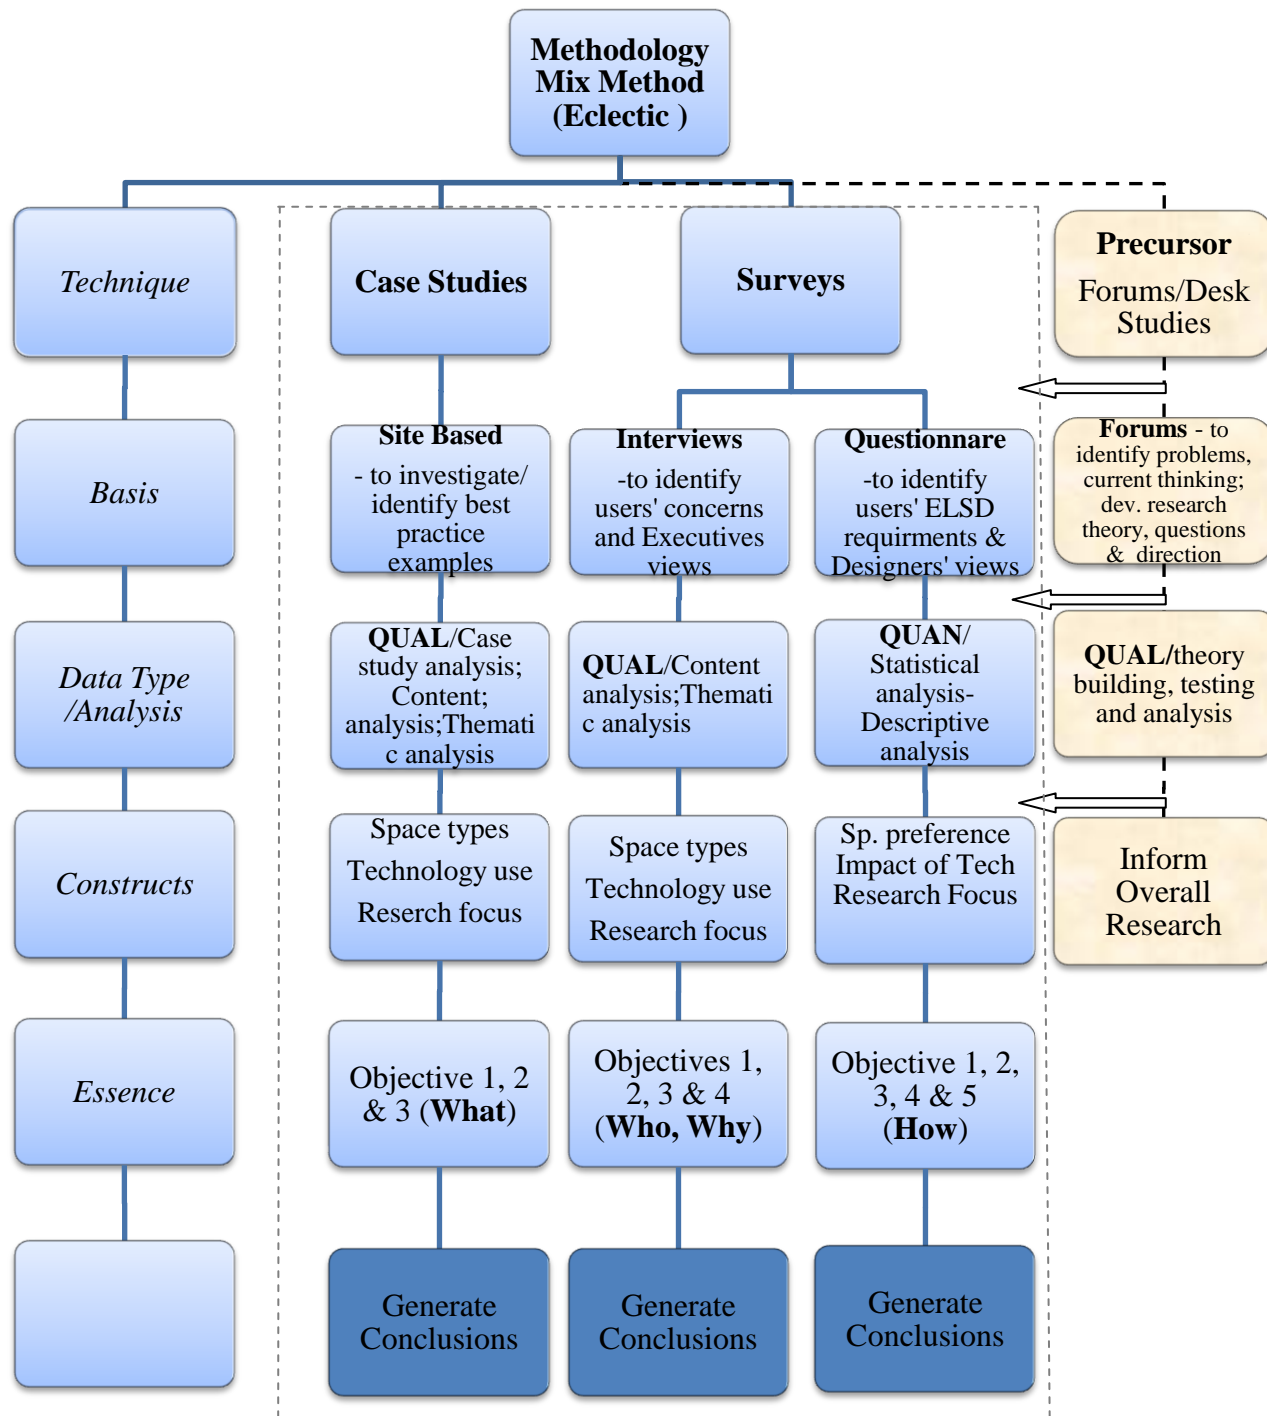 Methodology
Mix Method
(Eclectic )
Technique
Case Studies
Surveys
Precursor
Forums/Desk
Studies
Basis
Site Based
- to investigate/
identify best
practice
examples
Interviews
-to identify
users' concerns
and Executives
views
Questionnare
-to identify
users' ELSD
requirments &
Designers' views
Forums - to
identify problems,
current thinking;
dev. research
theory, questions
& direction
Data Type
/Analysis
QUAL/Case
study analysis;
Content;
analysis;Themati
c analysis
QUAL/Content
analysis;Themati
c analysis
QUAN/
Statistical
analysis-
Descriptive
analysis
QUAL/theory
building, testing
and analysis
Constructs
Space types
Technology use
Reserch focus
Space types
Technology use
Research focus
Sp. preference
Impact of Tech
Research Focus
Inform
Overall
Research
Essence
Objective 1, 2
& 3 (What)
Objectives 1,
2, 3 & 4
(Who, Why)
Objective 1, 2,
3, 4 & 5
(How)
Generate
Conclusions
Generate
Conclusions
Generate
Conclusions